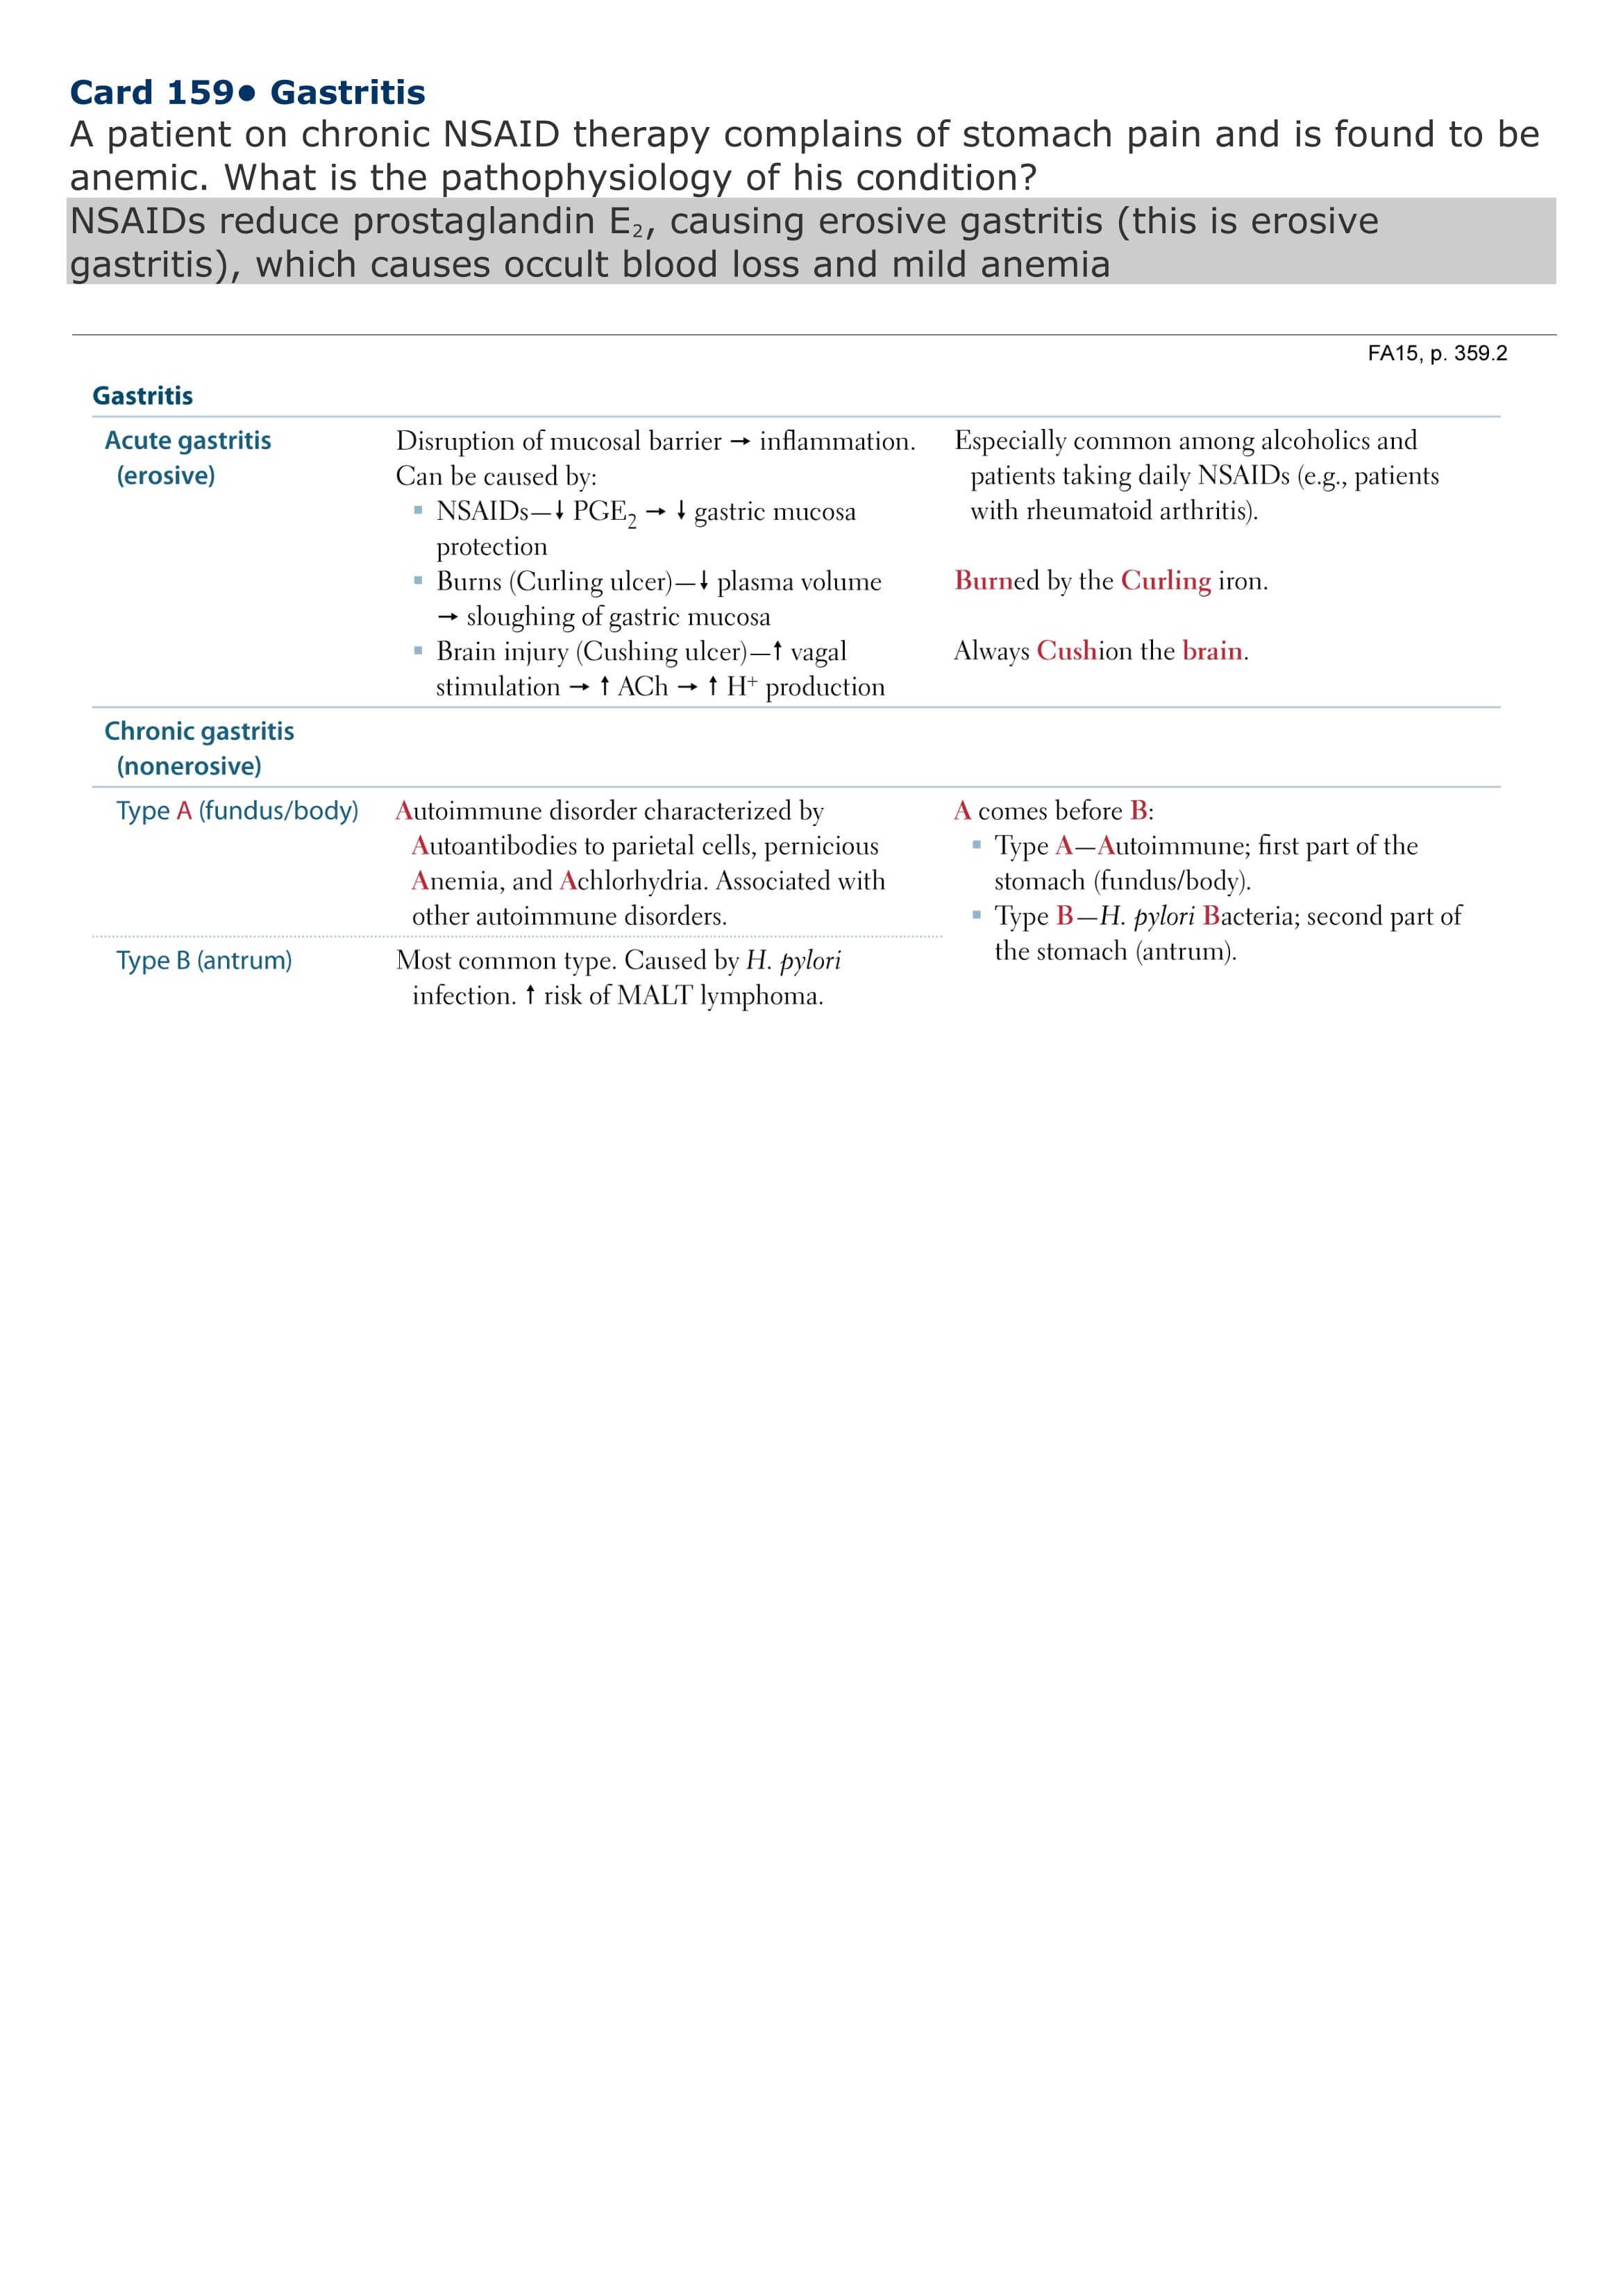 Card 159• Gastritis
A patient on chronic NSAID therapy complains of stomach pain and is found to be
anemic. What is the pathophysiology of his condition?
NSAIDs reduce prostaglandin E₂, causing erosive gastritis (this is erosive
gastritis), which causes occult blood loss and mild anemia
FA15, p. 359.2
Gastritis
Acute gastritis
(erosive)
Disruption of mucosal barrier → inflammation.
Can be caused by:
▪ NSAIDs—↓ PGE₂ → ↓ gastric mucosa
protection
▪ Burns (Curling ulcer)—↓ plasma volume
→ sloughing of gastric mucosa
▪ Brain injury (Cushing ulcer)—↑ vagal
stimulation → ↑ ACh → ↑ H⁺ production
Especially common among alcoholics and
patients taking daily NSAIDs (e.g., patients
with rheumatoid arthritis).
Burned by the Curling iron.
Always Cushion the brain.
Chronic gastritis
(nonerosive)
Type A (fundus/body)
Autoimmune disorder characterized by
Autoantibodies to parietal cells, pernicious
Anemia, and Achlorhydria. Associated with
other autoimmune disorders.
A comes before B:
▪ Type A—Autoimmune; first part of the
stomach (fundus/body).
▪ Type B—H. pylori Bacteria; second part of
the stomach (antrum).
Type B (antrum)
Most common type. Caused by H. pylori
infection. ↑ risk of MALT lymphoma.